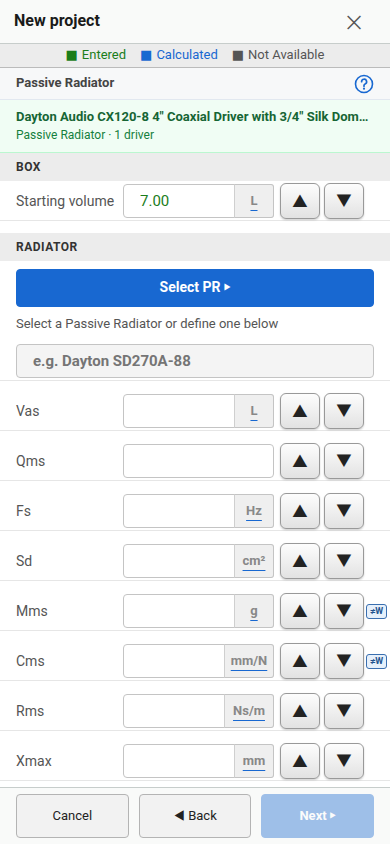 New project
Entered Calculated Not Available
Passive Radiator
Dayton Audio CX120-8 4" Coaxial Driver with 3/4" Silk Dom...
Passive Radiator · 1 driver
BOX
Starting volume 7.00 L
RADIATOR
Select PR
Select a Passive Radiator or define one below
e.g. Dayton SD270A-88
Vas L
Qms
Fs Hz
Sd cm²
Mms g ≠W
Cms mm/N ≠W
Rms Ns/m
Xmax mm
Cancel Back Next